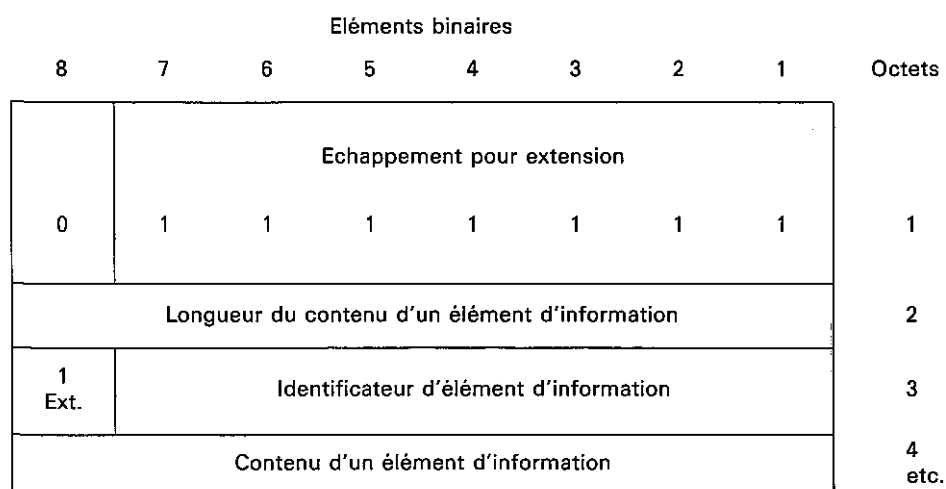 Eléments binaires
8 7 6 5 4 3 2 1 Octets
Echappement pour extension
0 1 1 1 1 1 1 1 1
Longueur du contenu d'un élément d'information 2
1
Ext. Identificateur d'élément d'information 3
Contenu d'un élément d'information 4
etc.